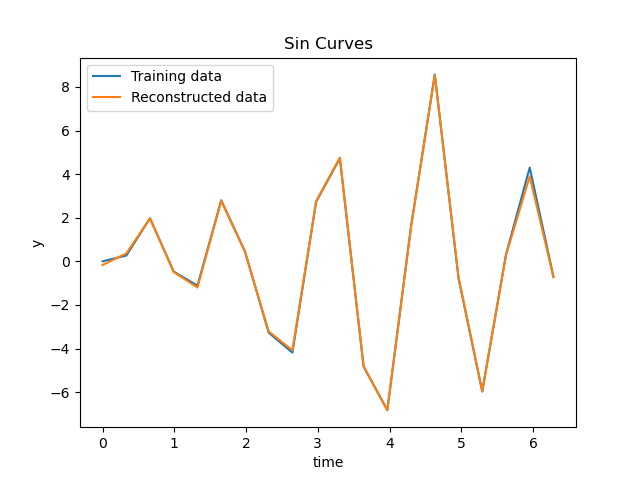 Sin Curves
Training data
Reconstructed data
8
6
4
2
0
−2
−4
−6
y
0 1 2 3 4 5 6
time